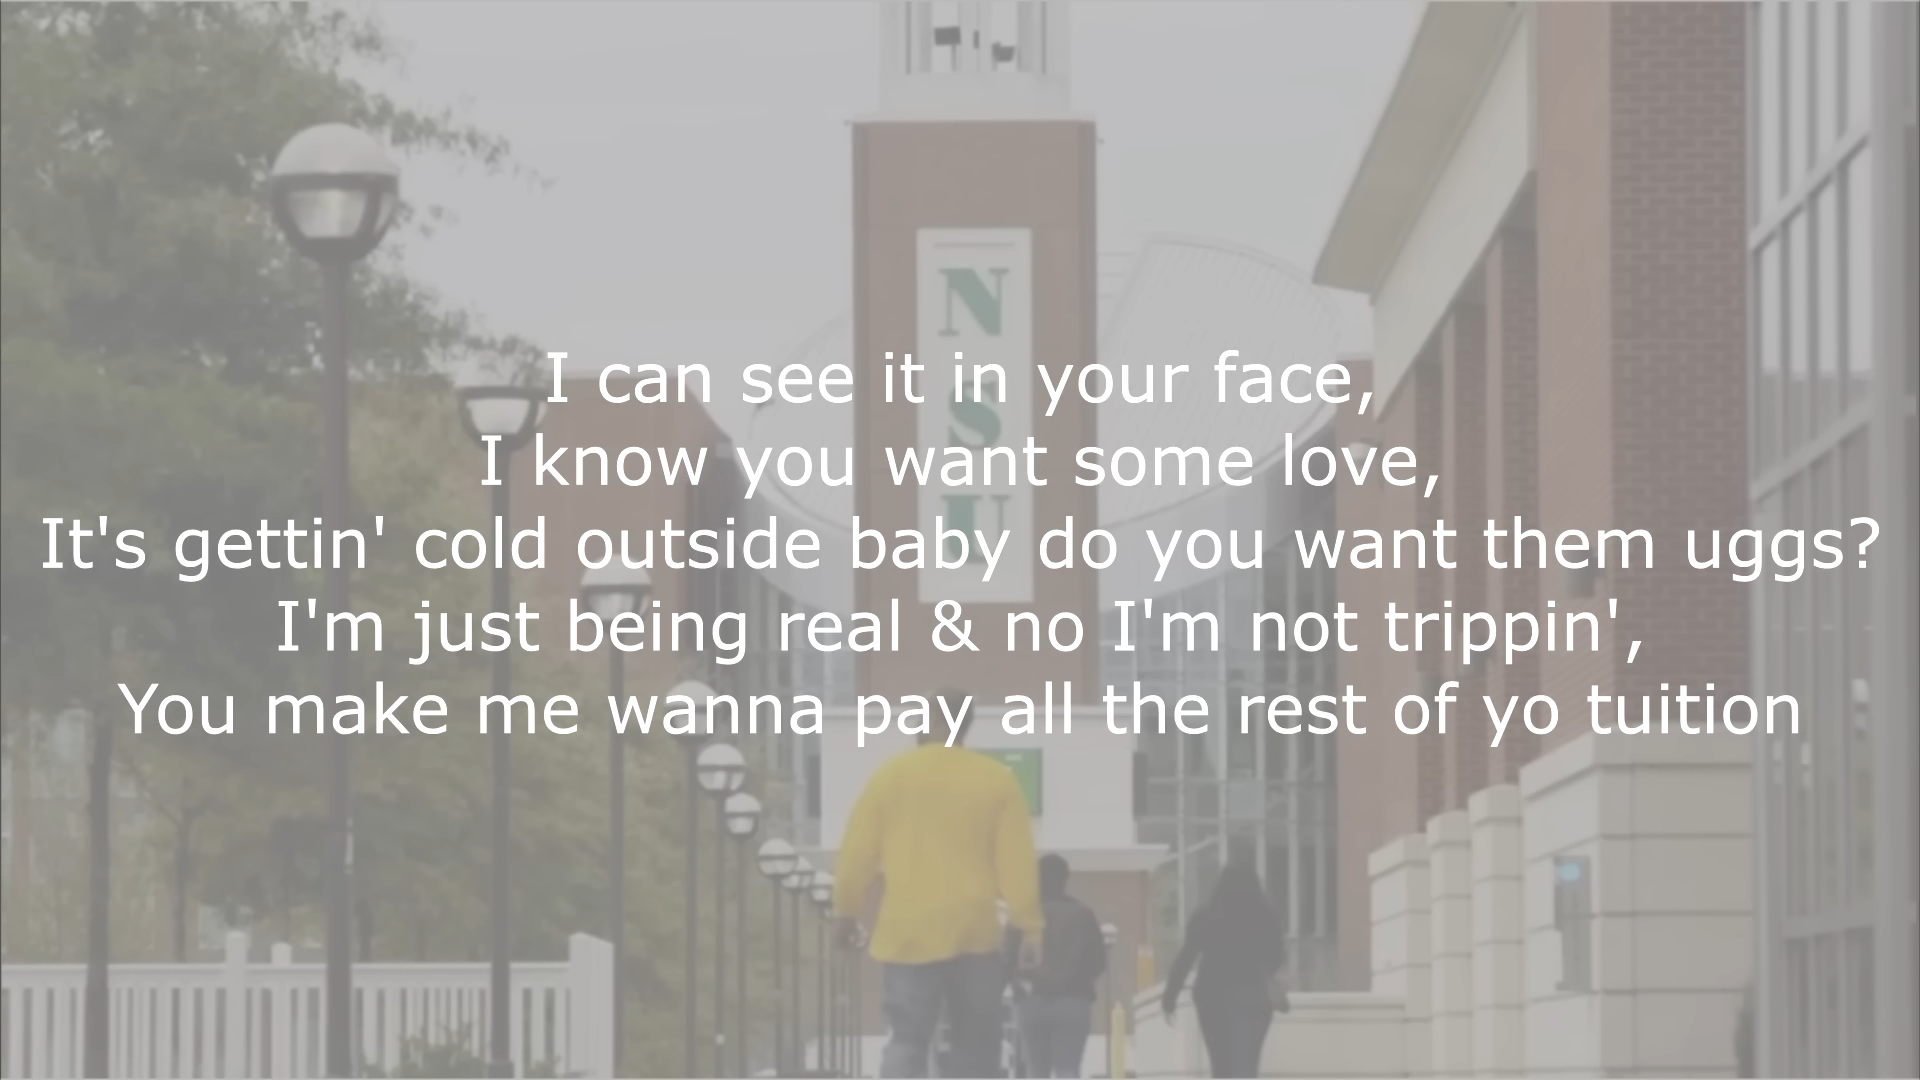 N
S
U
I can see it in your face,
I know you want some love,
It's gettin' cold outside baby do you want them uggs?
I'm just being real & no I'm not trippin',
You make me wanna pay all the rest of yo tuition